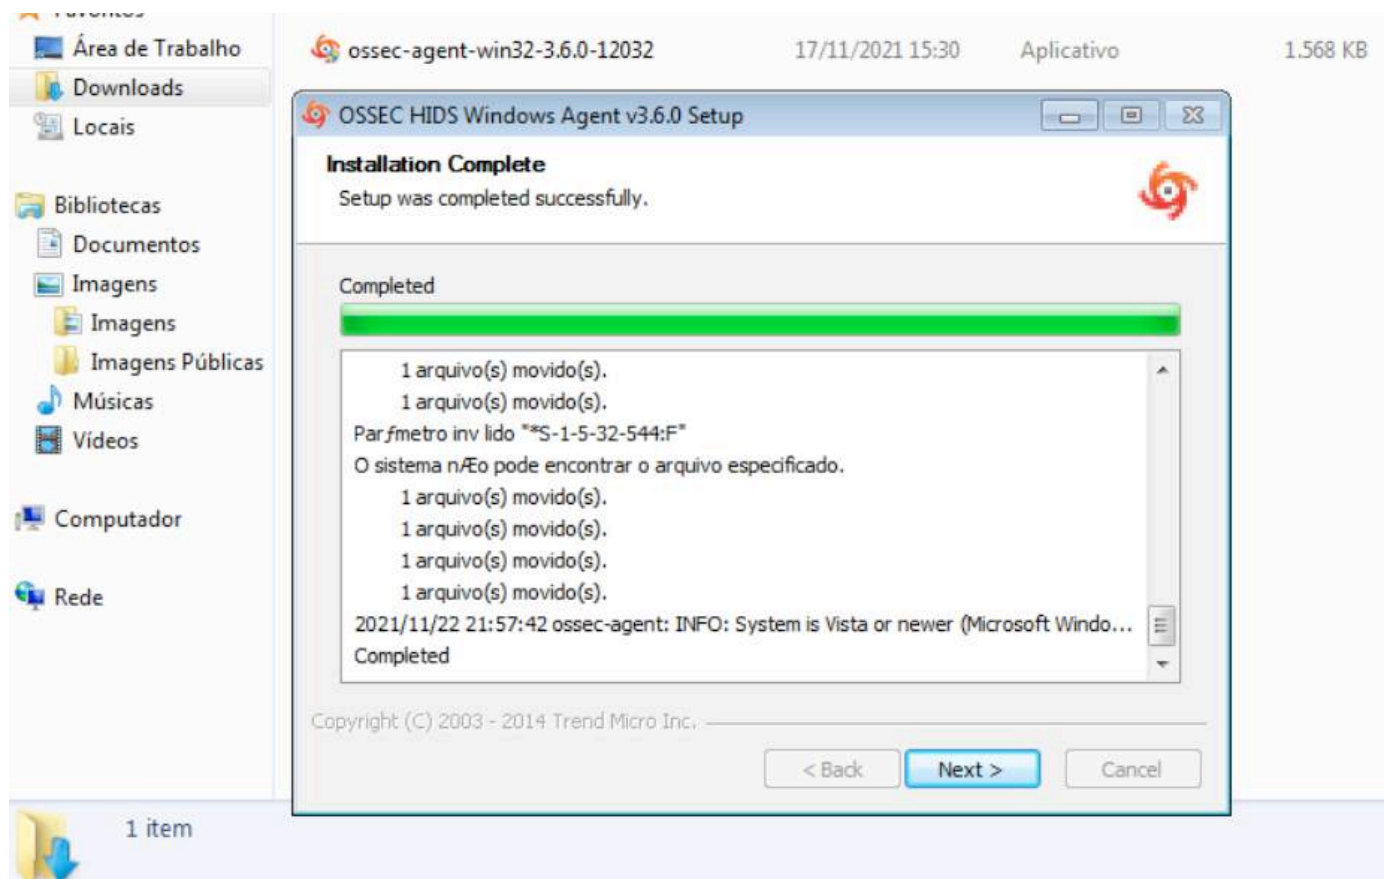 Favoritos
Área de Trabalho
Downloads
Locais
Bibliotecas
Documentos
Imagens
Imagens
Imagens Públicas
Músicas
Vídeos
Computador
Rede
ossec-agent-win32-3.6.0-12032 17/11/2021 15:30 Aplicativo 1.568 KB
OSSEC HIDS Windows Agent v3.6.0 Setup
Installation Complete
Setup was completed successfully.
Completed
1 arquivo(s) movido(s).
1 arquivo(s) movido(s).
Parƒmetro inv lido "*S-1-5-32-544:F"
O sistema nÆo pode encontrar o arquivo especificado.
1 arquivo(s) movido(s).
1 arquivo(s) movido(s).
1 arquivo(s) movido(s).
1 arquivo(s) movido(s).
2021/11/22 21:57:42 ossec-agent: INFO: System is Vista or newer (Microsoft Windo...
Completed
Copyright (C) 2003 - 2014 Trend Micro Inc.
< Back Next > Cancel
1 item